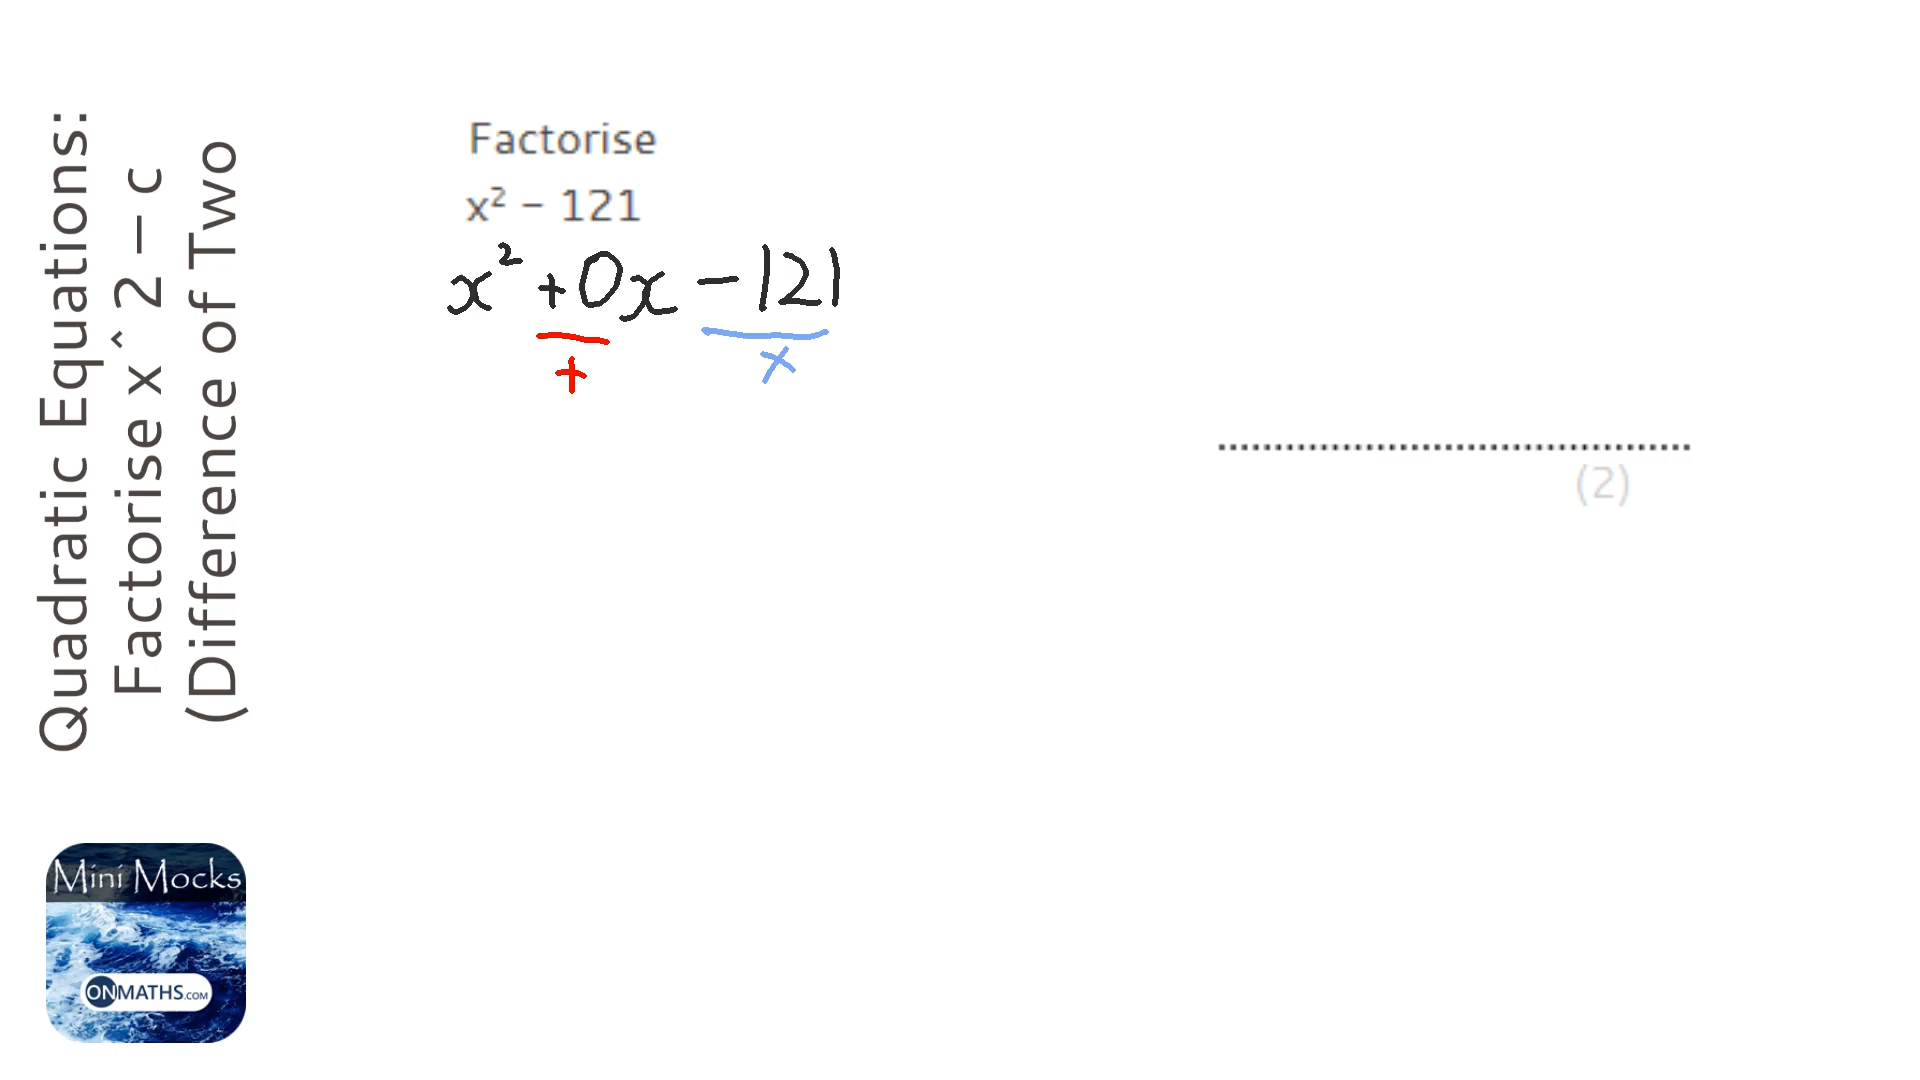 Quadratic Equations:
Factorise x^2 – c
(Difference of Two
Factorise
x² - 121
x² +0x -121
+ x
(2)
Mini Mocks
ONMATHS.COM